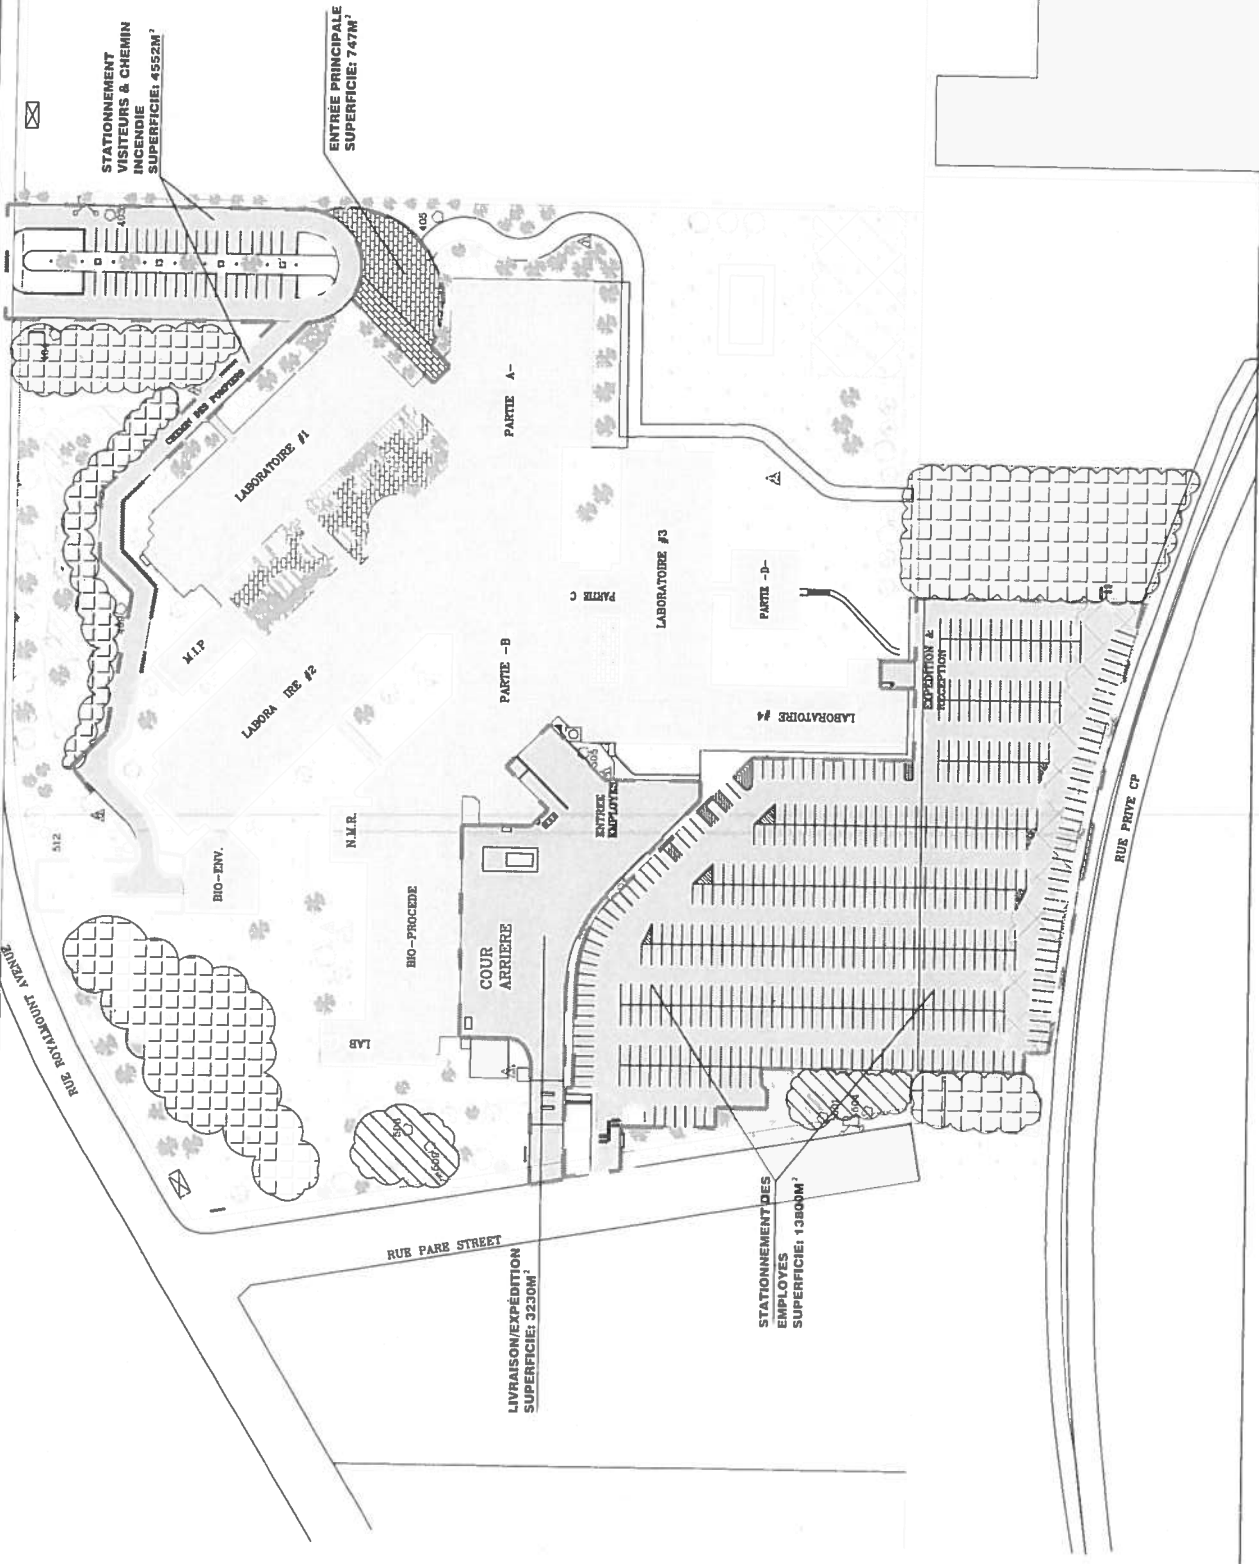 STATIONNEMENT
VISITEURS & CHEMIN
INCENDIE
SUPERFICIE: 4552M²
ENTRÉE PRINCIPALE
SUPERFICIE: 747M²
405
CHEMIN DES POMPIERS
LABORATOIRE #1
PARTIE A-
M.I.P
LABORA IRE #2
PARTIE -B
PARTIE C
LABORATOIRE #3
PARTIE -D-
LABORATOIRE #4
EXPEDITION &
RECEPTION
ENTREE
EMPLOYES
505
512
BIO-ENV.
N.M.R.
BIO-PROCEDE
COUR
ARRIERE
LAB
RUE ROYALMOUNT AVENUE
RUE PRIVE CP
RUE PARE STREET
LIVRAISON/EXPÉDITION
SUPERFICIE: 3230M²
STATIONNEMENT DES
EMPLOYES
SUPERFICIE: 13800M²